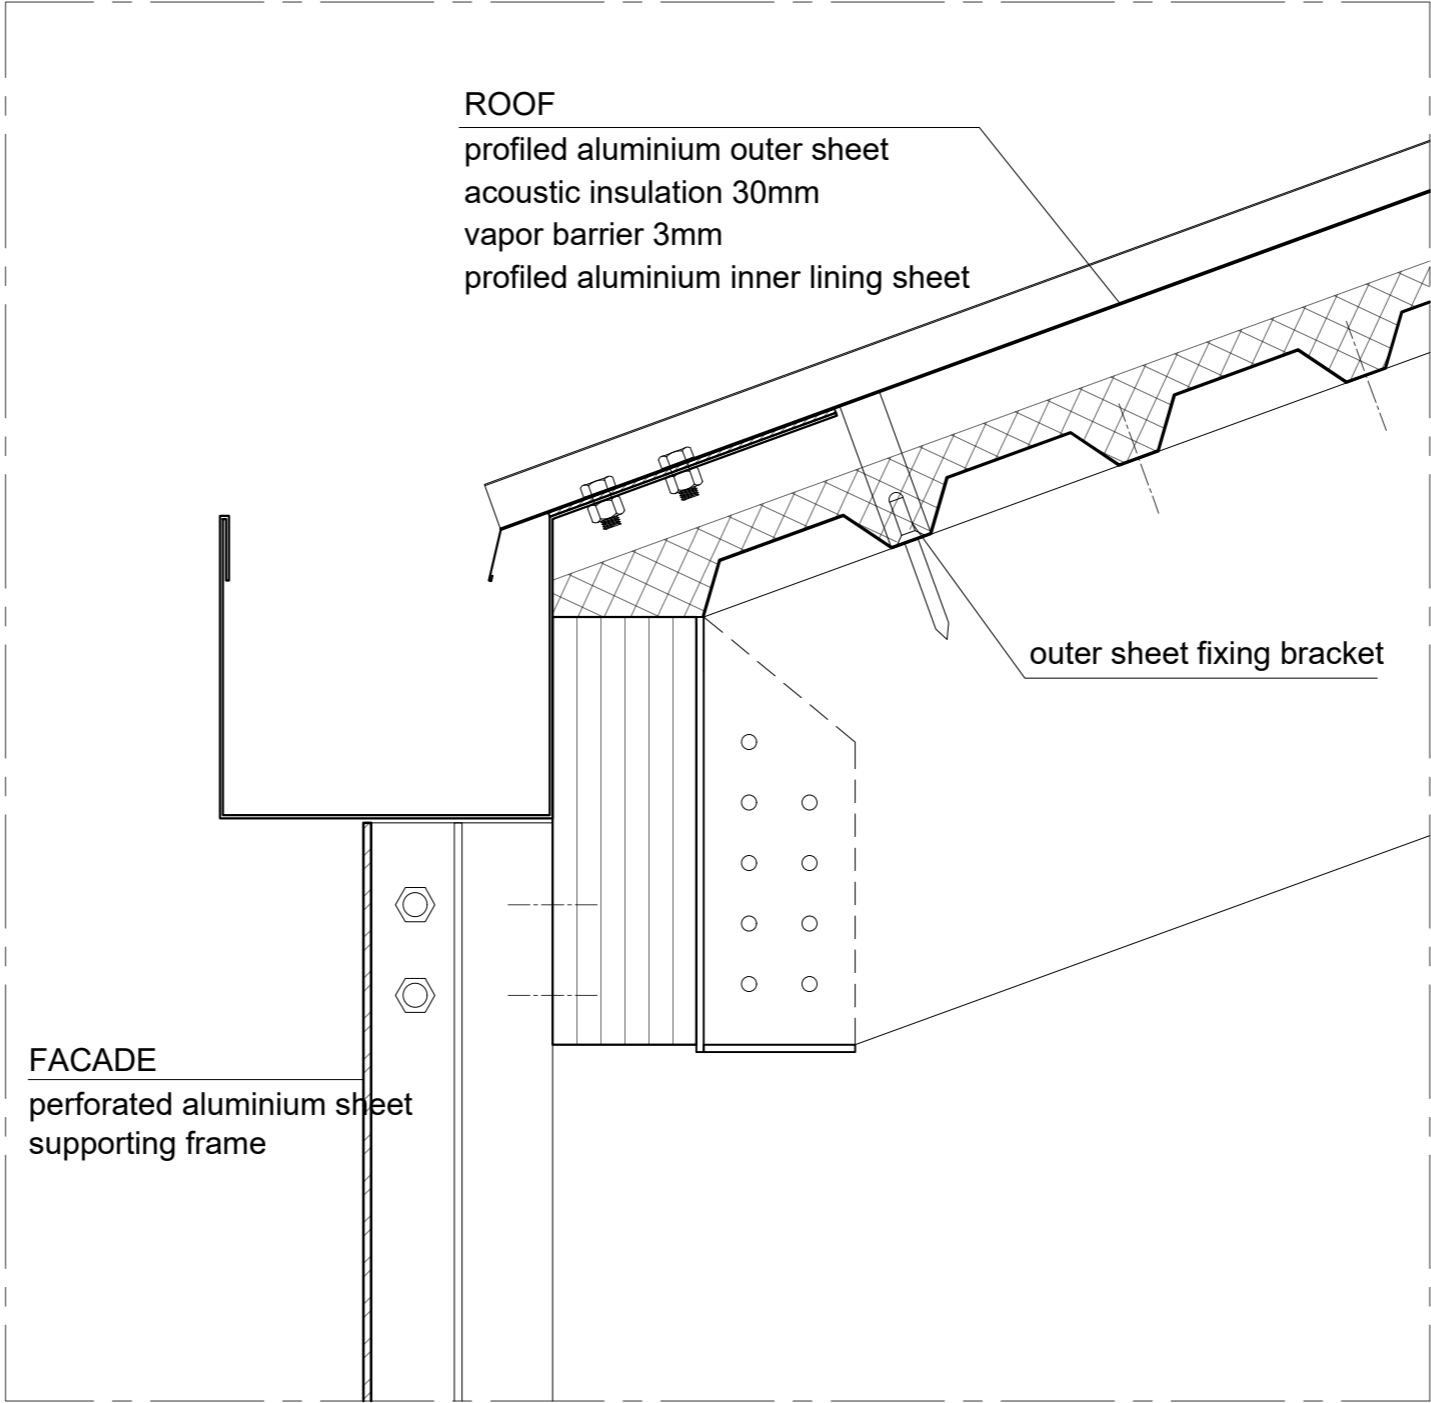 ROOF
profiled aluminium outer sheet
acoustic insulation 30mm
vapor barrier 3mm
profiled aluminium inner lining sheet
outer sheet fixing bracket
FACADE
perforated aluminium sheet
supporting frame